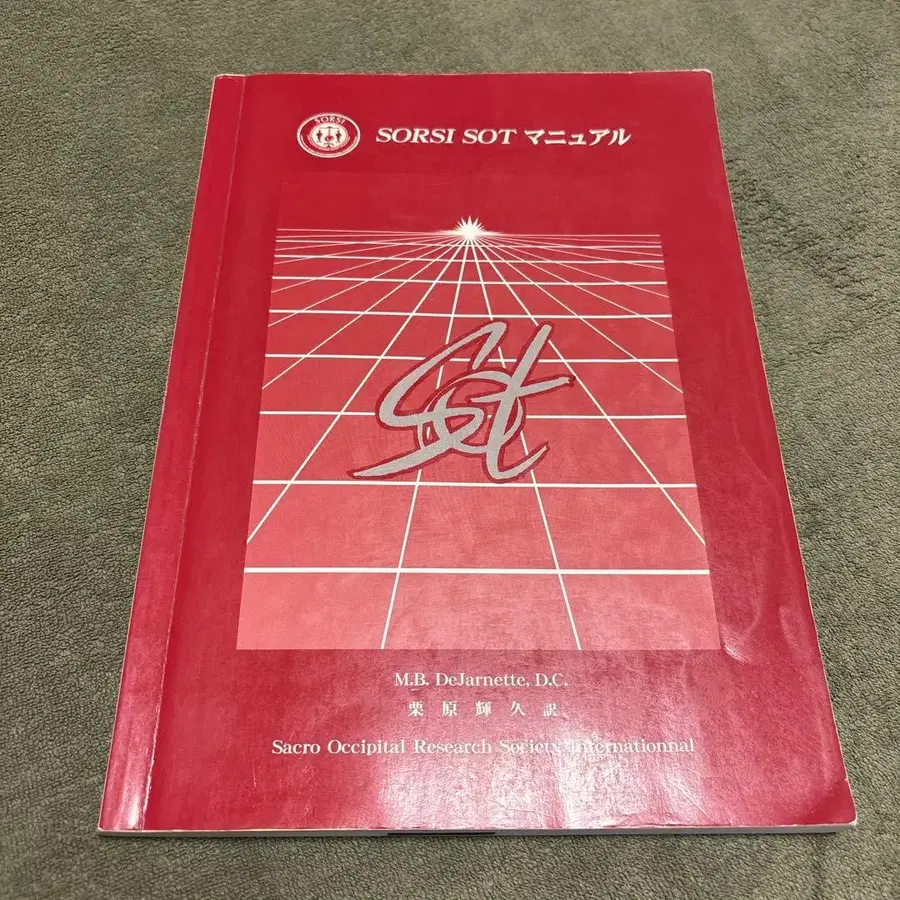 SORSI
SORSI SOT マニュアル
Sot
M.B. DeJarnette, D.C.
栗原輝久 訳
Sacro Occipital Research Society Internationnal